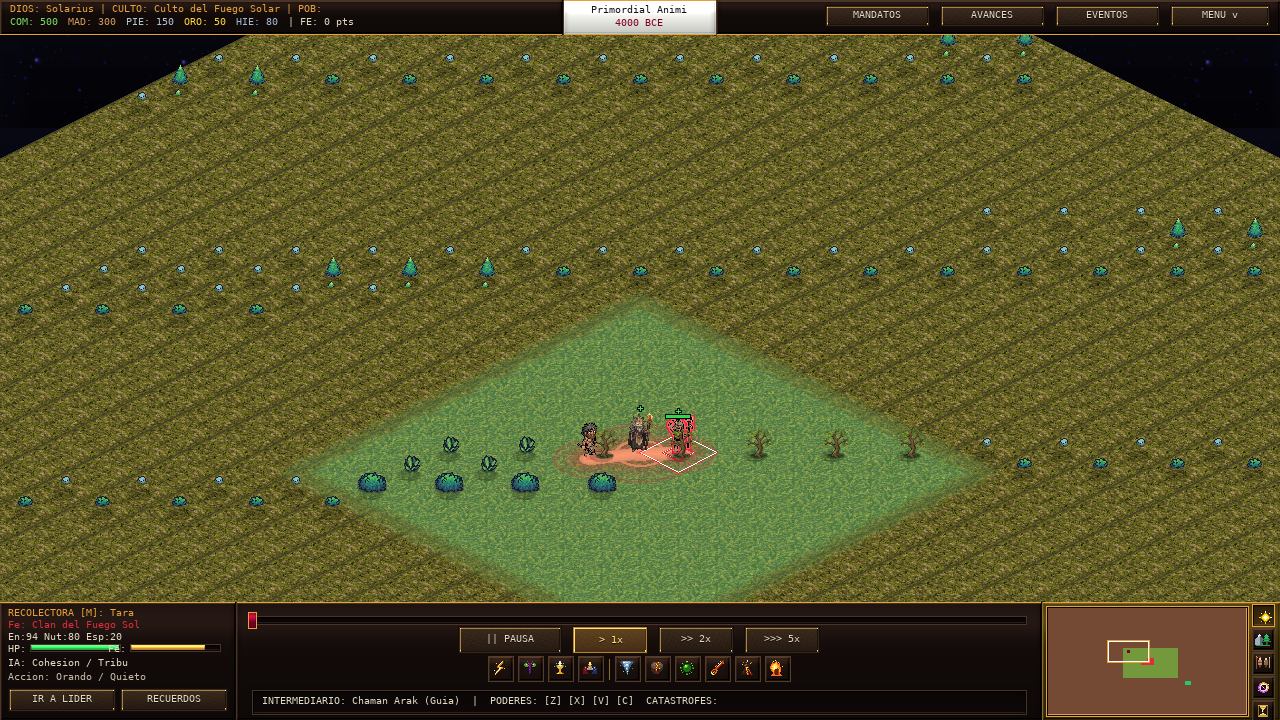 DIOS: Solarius | CULTO: Culto del Fuego Solar | POB:
COM: 500 MAD: 300 PIE: 150 ORO: 50 HIE: 80 | FE: 0 pts
Primordial Animi
4000 BCE
MANDATOS
AVANCES
EVENTOS
MENU v
RECOLECTORA [M]: Tara
Fe: Clan del Fuego Sol
En:94 Nut:80 Esp:20
HP: Fe:
IA: Cohesion / Tribu
Accion: Orando / Quieto
IR A LIDER
RECUERDOS
|| PAUSA
> 1x
>> 2x
>>> 5x
INTERMEDIARIO: Chaman Arak (Guia) | PODERES: [Z] [X] [V] [C] CATASTROFES: